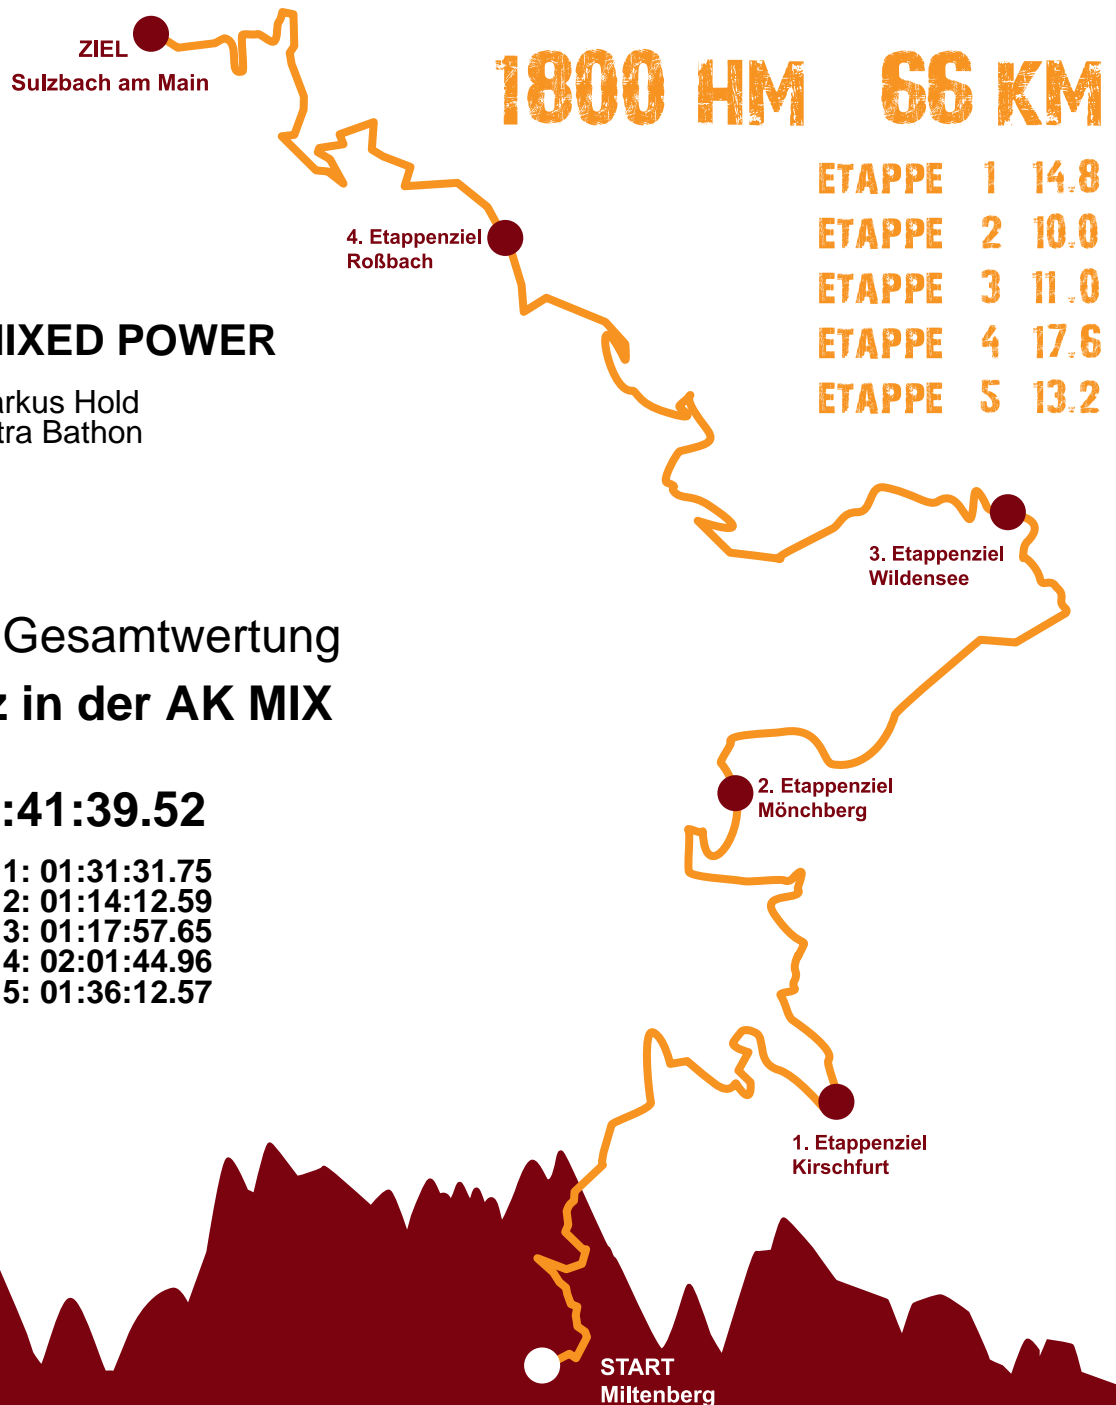 ZIEL
Sulzbach am Main
1800 HM 66 KM
ETAPPE 1 14.8
ETAPPE 2 10.0
ETAPPE 3 11.0
ETAPPE 4 17.6
ETAPPE 5 13.2
4. Etappenziel
Roßbach
MIXED POWER
arkus Hold
tra Bathon
3. Etappenziel
Wildensee
Gesamtwertung
z in der AK MIX
2. Etappenziel
Mönchberg
:41:39.52
1: 01:31:31.75
2: 01:14:12.59
3: 01:17:57.65
4: 02:01:44.96
5: 01:36:12.57
1. Etappenziel
Kirschfurt
START
Miltenberg